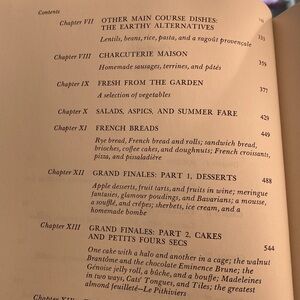 Contents
Chapter VII OTHER MAIN COURSE DISHES:
THE EARTHY ALTERNATIVES
Lentils, beans, rice, pasta, and a ragoût provençale 333
Chapter VIII CHARCUTERIE MAISON
Homemade sausages, terrines, and pâtés 353
Chapter IX FRESH FROM THE GARDEN 377
A selection of vegetables
Chapter X SALADS, ASPICS, AND SUMMER FARE 429
Chapter XI FRENCH BREADS 449
Rye bread, French bread and rolls; sandwich bread,
brioches, coffee cakes, and doughnuts; French croissants,
pizza, and pissaladière
Chapter XII GRAND FINALES: PART 1, DESSERTS 488
Apple desserts, fruit tarts, and fruits in wine; meringue
fantasies, glamour puddings, and Bavarians; a mousse,
a soufflé, and crêpes; sherbets, ice cream, and a
homemade bombe
Chapter XIII GRAND FINALES: PART 2, CAKES
AND PETITS FOURS SECS 544
One cake with a halo and another in a cage; the walnut
Brantôme and the chocolate Eminence Brune; the
Génoise jelly roll, a bûche, and a bouffe; Madeleines
in two ways, Cats' Tongues, and Tiles; the greatest
almond feuilleté—Le Pithiviers